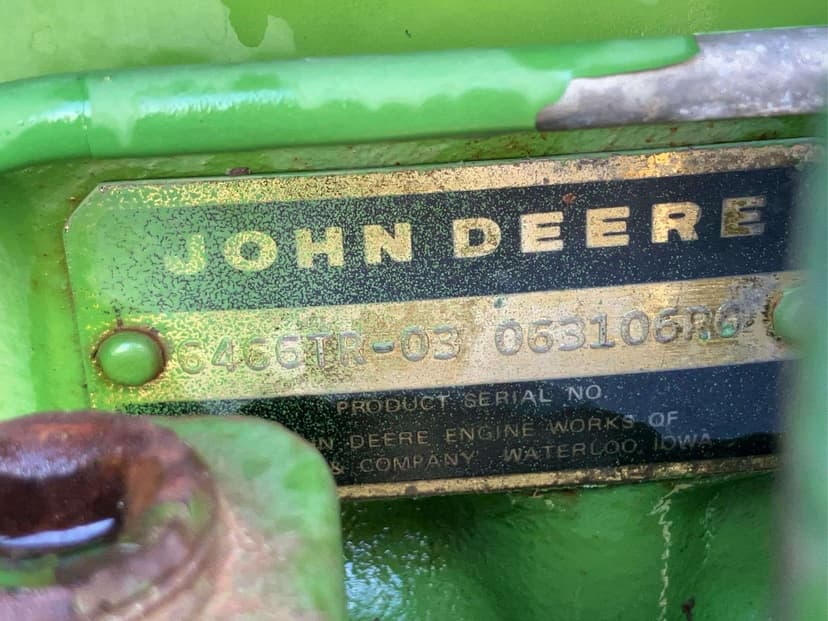 JOHN DEERE
6466TR-03 063106RG
PRODUCT SERIAL NO.
DEERE ENGINE WORKS OF
& COMPANY, WATERLOO, IOWA